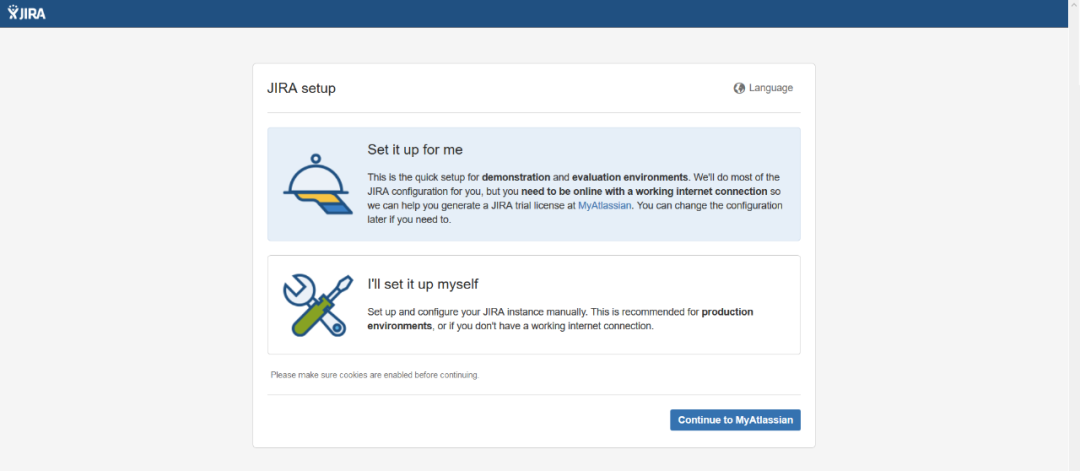 JIRA
JIRA setup
Language
Set it up for me
This is the quick setup for demonstration and evaluation environments. We'll do most of the
JIRA configuration for you, but you need to be online with a working internet connection so
we can help you generate a JIRA trial license at MyAtlassian. You can change the configuration
later if you need to.
I'll set it up myself
Set up and configure your JIRA instance manually. This is recommended for production
environments, or if you don't have a working internet connection.
Please make sure cookies are enabled before continuing.
Continue to MyAtlassian